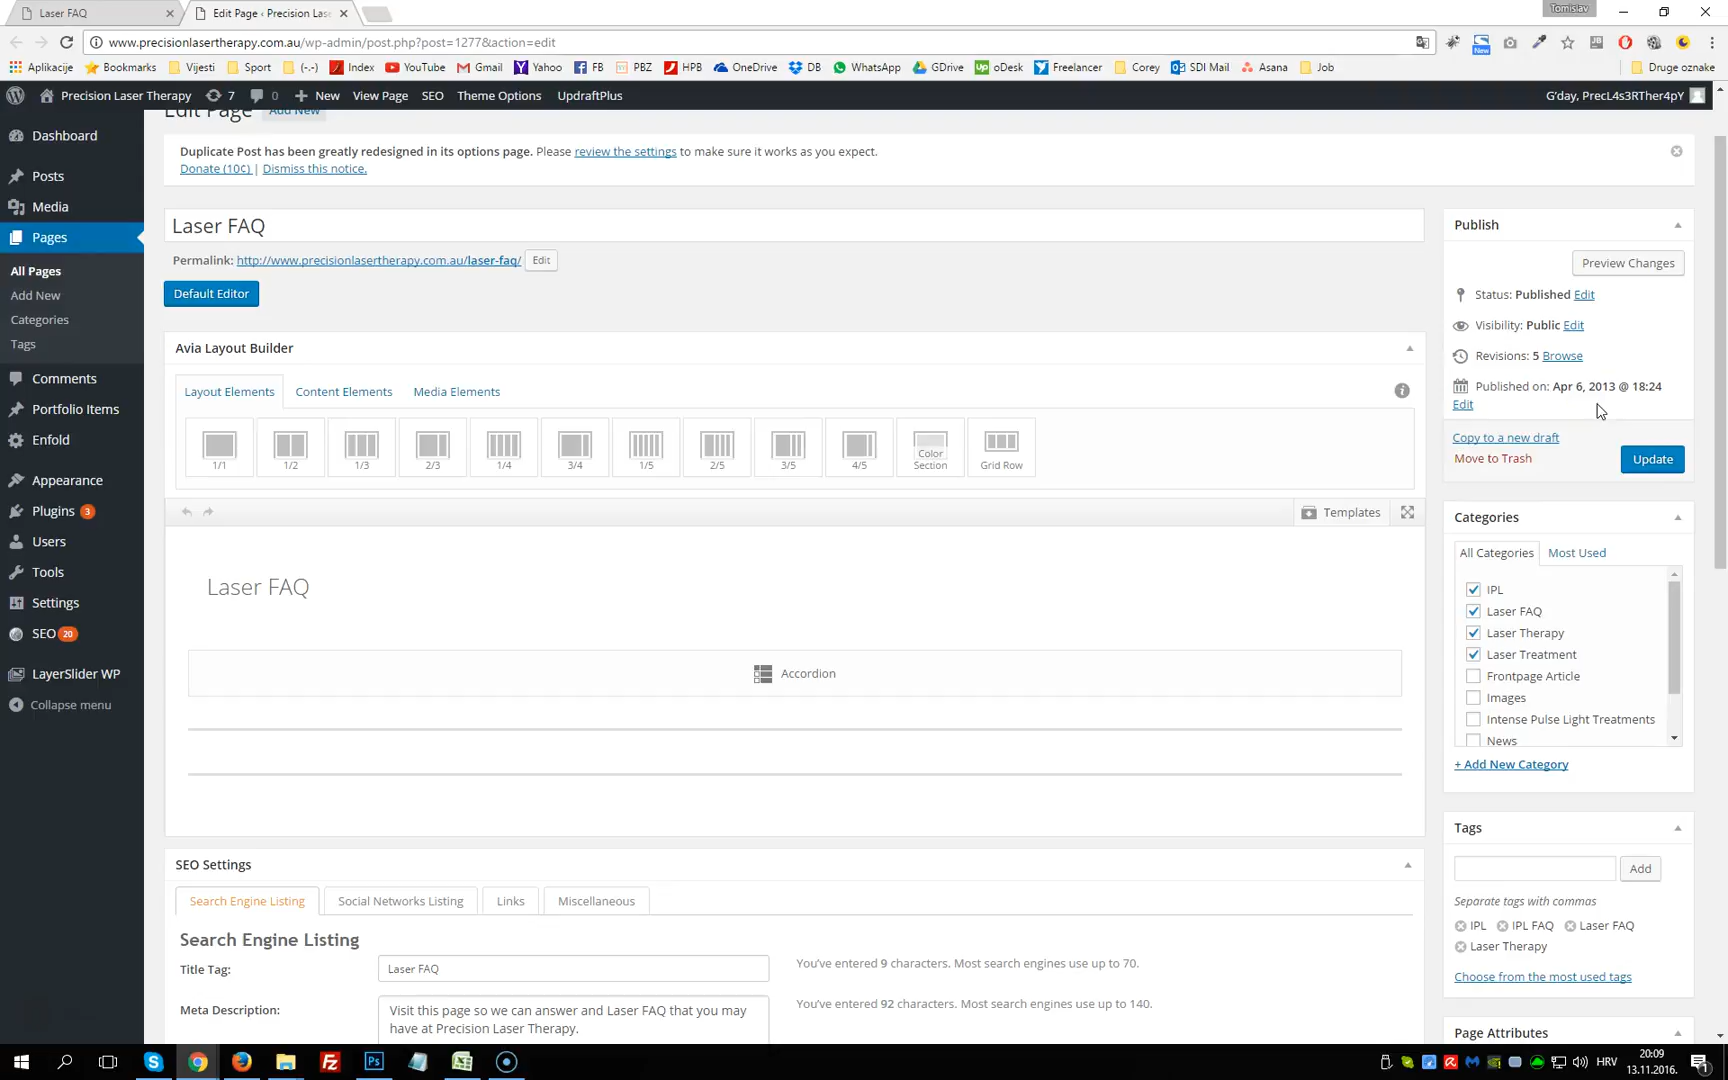 Laser FAQ
Edit Page ‹ Precision Las
Tomislav
www.precisionlasertherapy.com.au/wp-admin/post.php?post=1277&action=edit
New
Aplikacije Bookmarks Vijesti Sport (-.-) Index YouTube Gmail Yahoo FB PBZ HPB OneDrive DB WhatsApp GDrive oDesk Freelancer Corey SDI Mail Asana Job Druge oznake
Precision Laser Therapy 7 0 New View Page SEO Theme Options UpdraftPlus G'day, PrecL4s3RTher4pY
Edit Page Add New
Dashboard
Posts
Media
Pages
All Pages
Add New
Categories
Tags
Comments
Portfolio Items
Enfold
Appearance
Plugins 3
Users
Tools
Settings
SEO 20
LayerSlider WP
Collapse menu
Duplicate Post has been greatly redesigned in its options page. Please review the settings to make sure it works as you expect.
Donate (10¢) | Dismiss this notice.
Laser FAQ
Permalink: http://www.precisionlasertherapy.com.au/laser-faq/ Edit
Default Editor
Avia Layout Builder
Layout Elements Content Elements Media Elements
1/1 1/2 1/3 2/3 1/4 3/4 1/5 2/5 3/5 4/5 Color Section Grid Row
Templates
Laser FAQ
Accordion
SEO Settings
Search Engine Listing Social Networks Listing Links Miscellaneous
Search Engine Listing
Title Tag: Laser FAQ You've entered 9 characters. Most search engines use up to 70.
Meta Description: Visit this page so we can answer and Laser FAQ that you may
have at Precision Laser Therapy.
You've entered 92 characters. Most search engines use up to 140.
Publish
Preview Changes
Status: Published Edit
Visibility: Public Edit
Revisions: 5 Browse
Published on: Apr 6, 2013 @ 18:24
Edit
Copy to a new draft
Move to Trash Update
Categories
All Categories Most Used
IPL
Laser FAQ
Laser Therapy
Laser Treatment
Frontpage Article
Images
Intense Pulse Light Treatments
News
+ Add New Category
Tags
Add
Separate tags with commas
IPL IPL FAQ Laser FAQ
Laser Therapy
Choose from the most used tags
Page Attributes
HRV
20:09
13.11.2016.
1